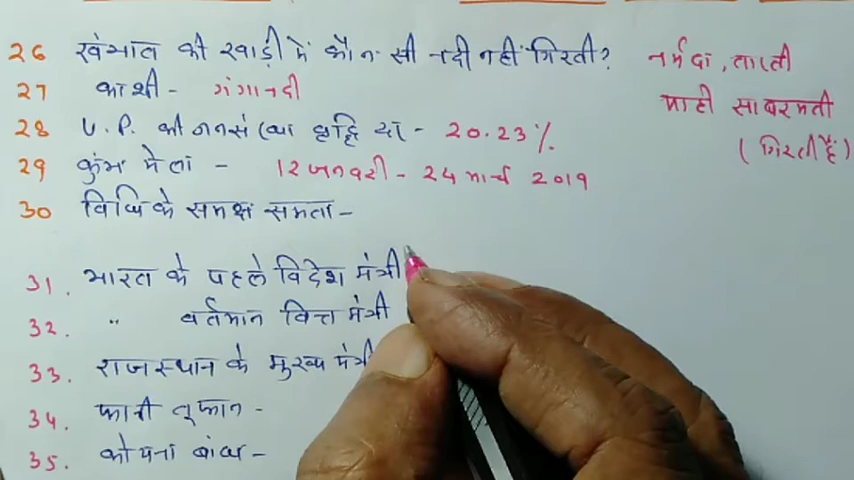 26 खंभात की खाड़ी में कौन सी नदी नहीं गिरती? नर्मदा, ताप्ती
माही साबरमती
(गिरती हैं)
27 काशी - गंगा नदी
28 U.P. की जनसंख्या वृद्धि दर - 20.23%
29 कुंभ मेला - 12 जनवरी - 24 मार्च 2019
30 विधि के समक्ष समता -
31. भारत के पहले विदेश मंत्री
32. " वर्तमान वित्त मंत्री
33. राजस्थान के मुख्य मंत्री
34. फानी तूफान -
35. कोयना बांध -